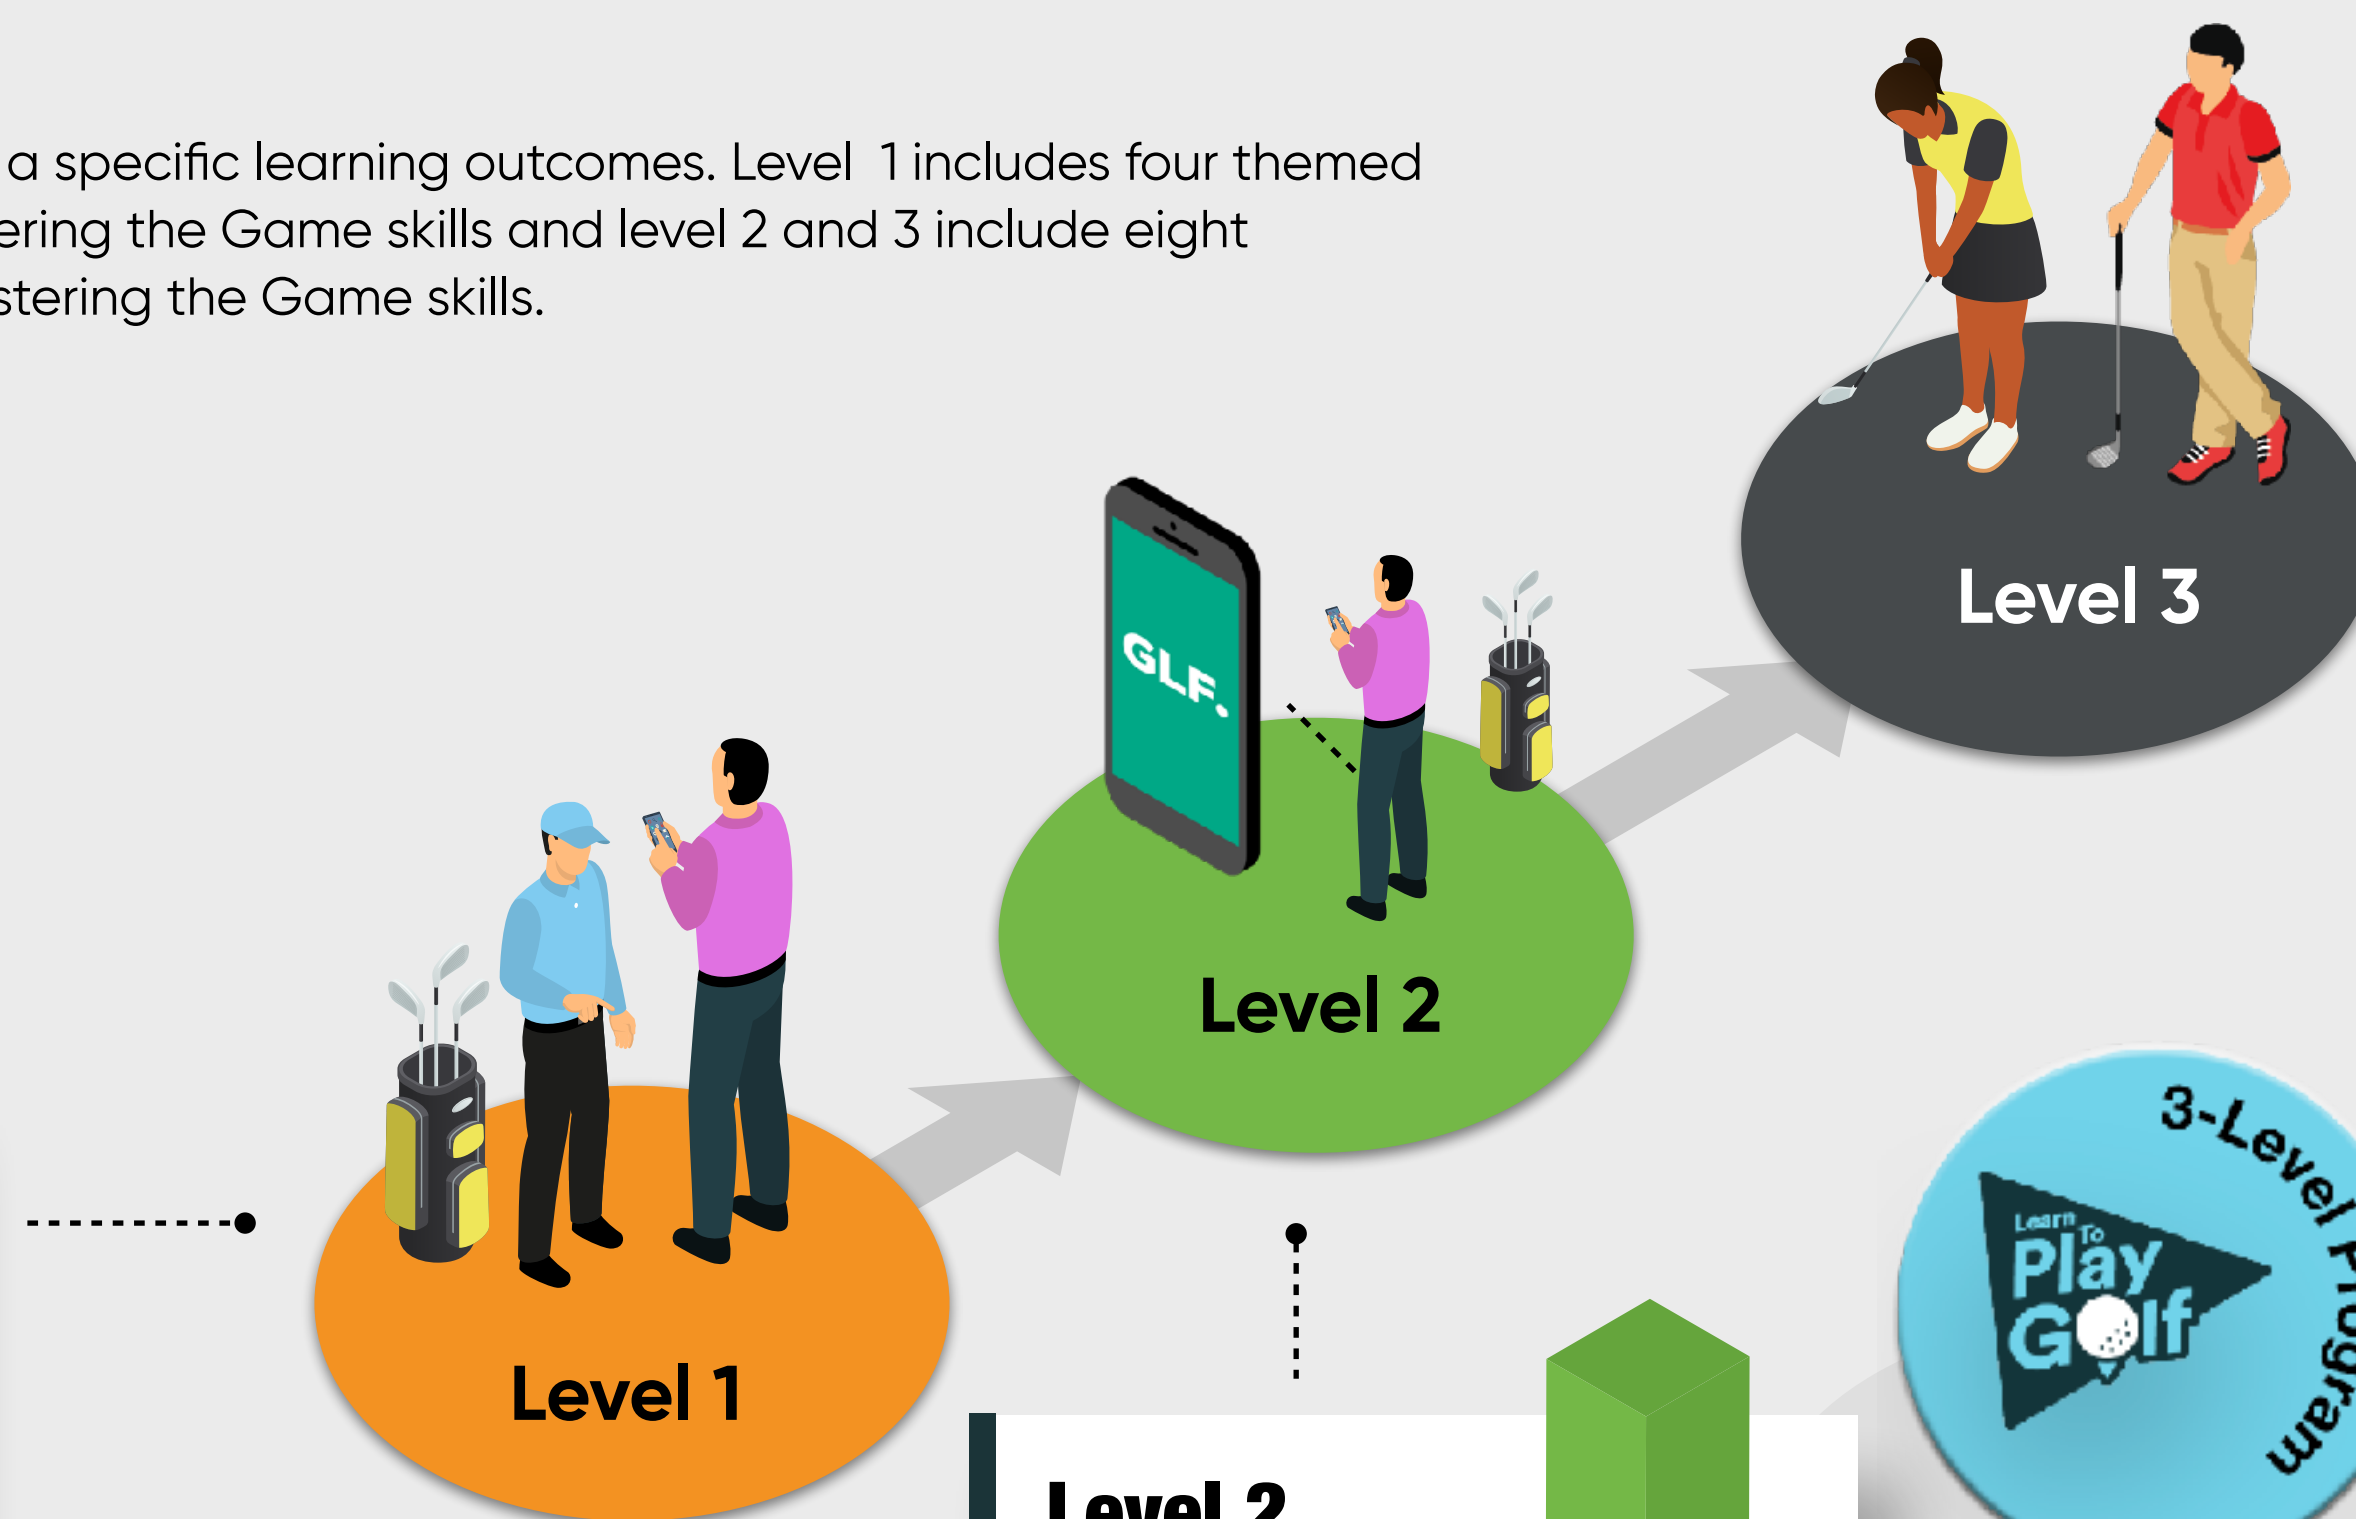 a specific learning outcomes. Level 1 includes four themed
ering the Game skills and level 2 and 3 include eight
stering the Game skills.
Level 3
GLF.
Level 2
Level 1
3-Level Program
Learn To
Play
Golf
Level 2